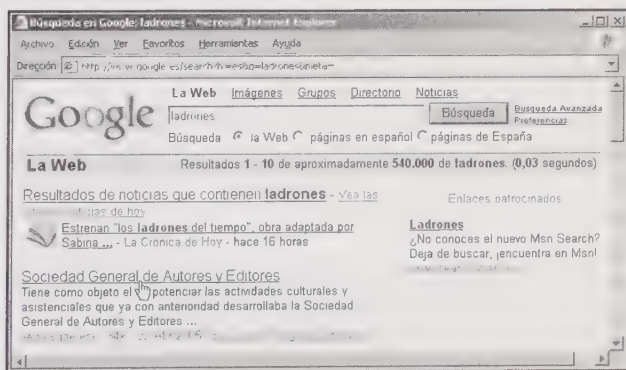 Búsqueda en Google: ladrones - Microsoft Internet Explorer
Archivo Edición Ver Favoritos Herramientas Ayuda
Dirección
La Web Imágenes Grupos Directorio Noticias
Google
ladrones
Búsqueda
Búsqueda Avanzada
Preferencias
Búsqueda la Web páginas en español páginas de España
La Web
Resultados 1 - 10 de aproximadamente 540.000 de ladrones. (0,03 segundos)
Resultados de noticias que contienen ladrones - Vea las
de hoy
Estrenan "los ladrones del tiempo", obra adaptada por
Sabina ... - La Cronica de Hoy - hace 16 horas
Sociedad General de Autores y Editores
Tiene como objeto el potenciar las actividades culturales y
asistenciales que ya con anterioridad desarrollaba la Sociedad
General de Autores y Editores ...
Enlaces patrocinados
Ladrones
¿No conoces el nuevo Msn Search?
Deja de buscar, ¡encuentra en Msn!